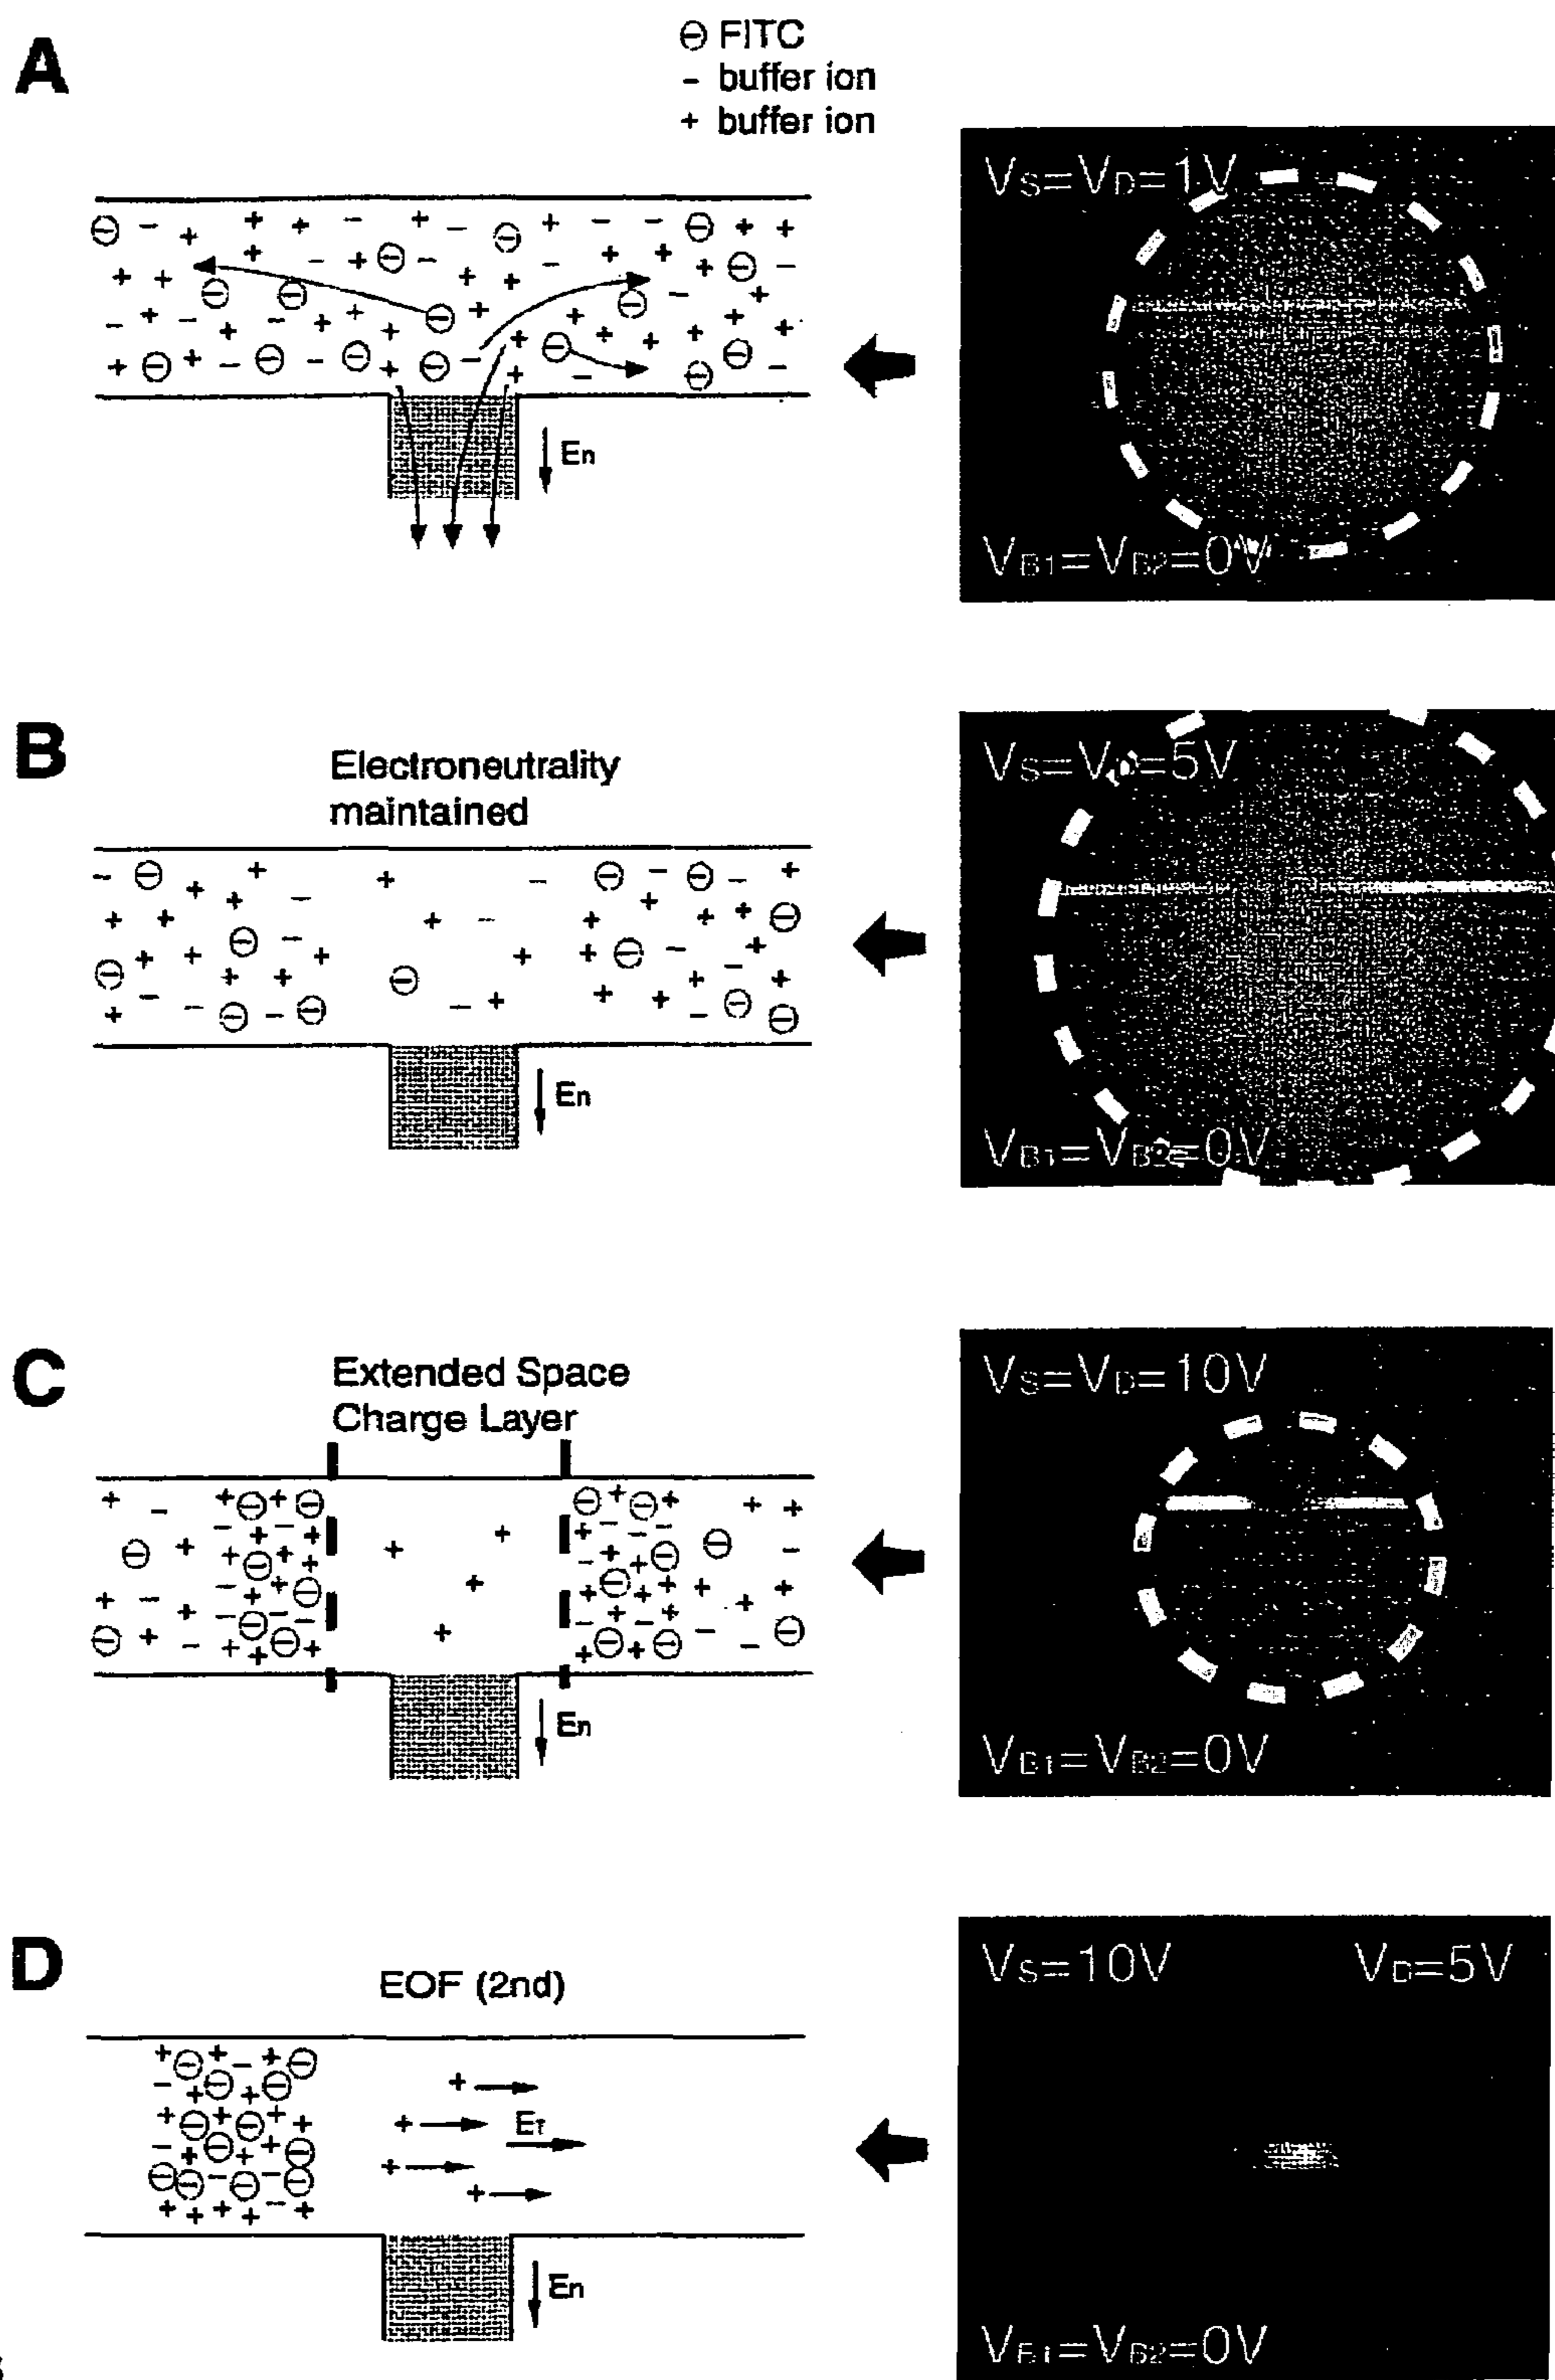 A
⊖ FITC
- buffer ion
+ buffer ion
VS=VD=1V
En
VB1=VB2=0V
B
Electroneutrality
maintained
VS=VD=5V
En
VB1=VB2=0V
C
Extended Space
Charge Layer
VS=VD=10V
En
VB1=VB2=0V
D
EOF (2nd)
VS=10V VD=5V
ET
En
VB1=VB2=0V